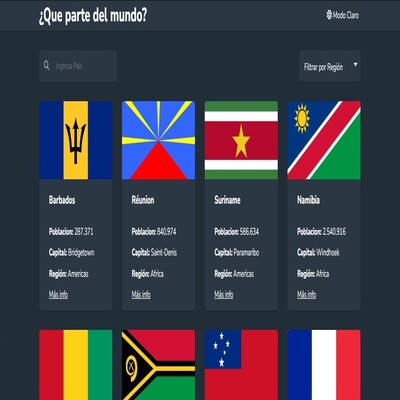 ¿Que parte del mundo?
Modo Claro
Ingresa País
Filtrar por Región
Barbados
Poblacion: 287.371
Capital: Bridgetown
Región: Americas
Más info
Réunion
Poblacion: 840.974
Capital: Saint-Denis
Región: Africa
Más info
Suriname
Poblacion: 586.634
Capital: Paramaribo
Región: Americas
Más info
Namibia
Poblacion: 2.540.916
Capital: Windhoek
Región: Africa
Más info